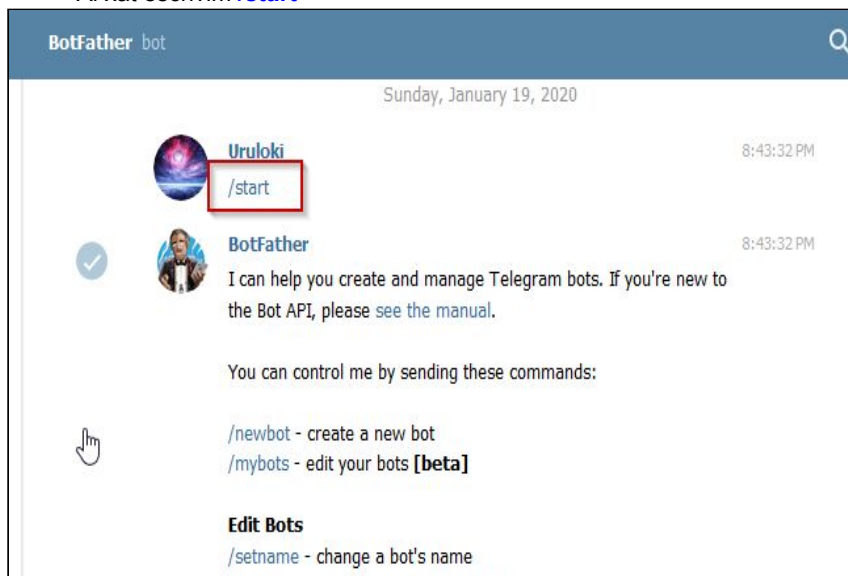 /start
BotFather bot
Sunday, January 19, 2020
Uruloki 8:43:32 PM
/start
BotFather 8:43:32 PM
I can help you create and manage Telegram bots. If you're new to
the Bot API, please see the manual.
You can control me by sending these commands:
/newbot - create a new bot
/mybots - edit your bots [beta]
Edit Bots
/setname - change a bot's name